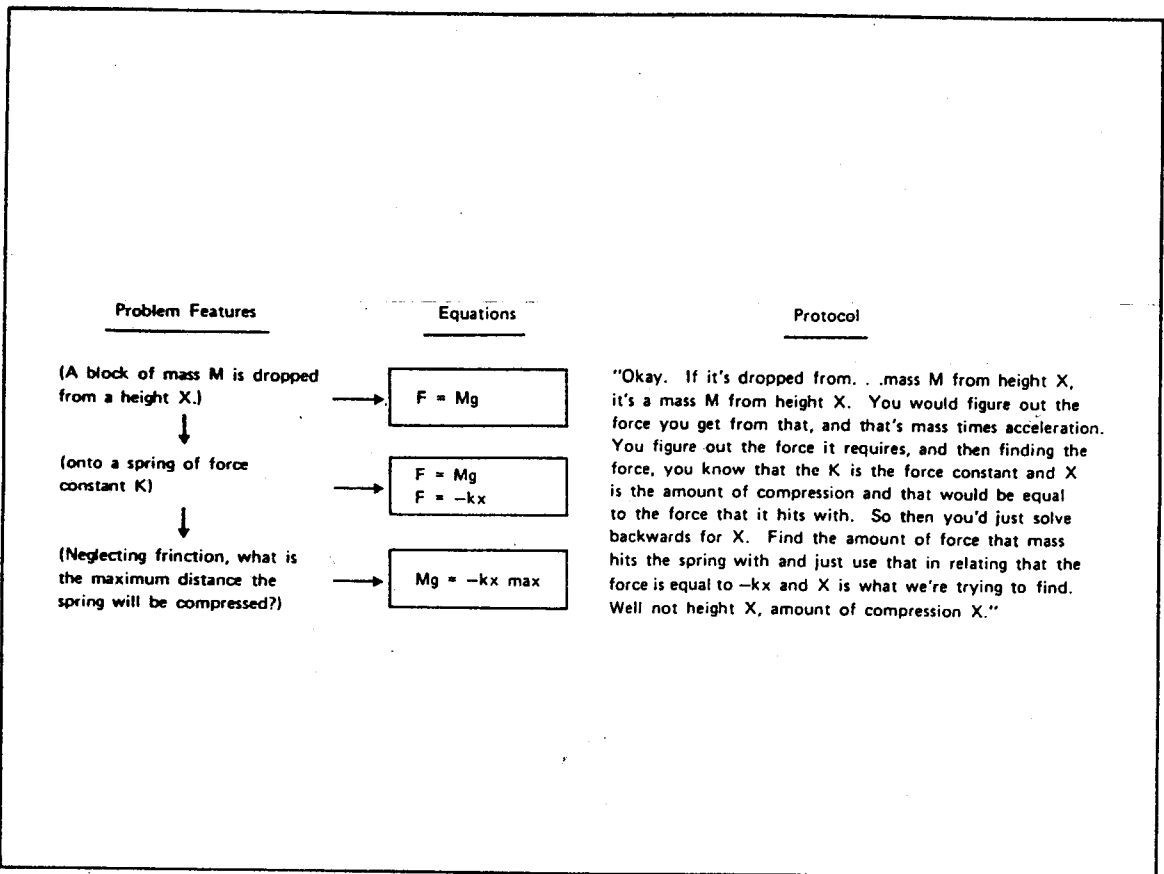 Problem Features
Equations
Protocol
(A block of mass M is dropped
from a height X.)
F = Mg
(onto a spring of force
constant K)
F = Mg
F = –kx
(Neglecting frinction, what is
the maximum distance the
spring will be compressed?)
Mg = –kx max
"Okay. If it's dropped from. . .mass M from height X,
it's a mass M from height X. You would figure out the
force you get from that, and that's mass times acceleration.
You figure out the force it requires, and then finding the
force, you know that the K is the force constant and X
is the amount of compression and that would be equal
to the force that it hits with. So then you'd just solve
backwards for X. Find the amount of force that mass
hits the spring with and just use that in relating that the
force is equal to –kx and X is what we're trying to find.
Well not height X, amount of compression X."